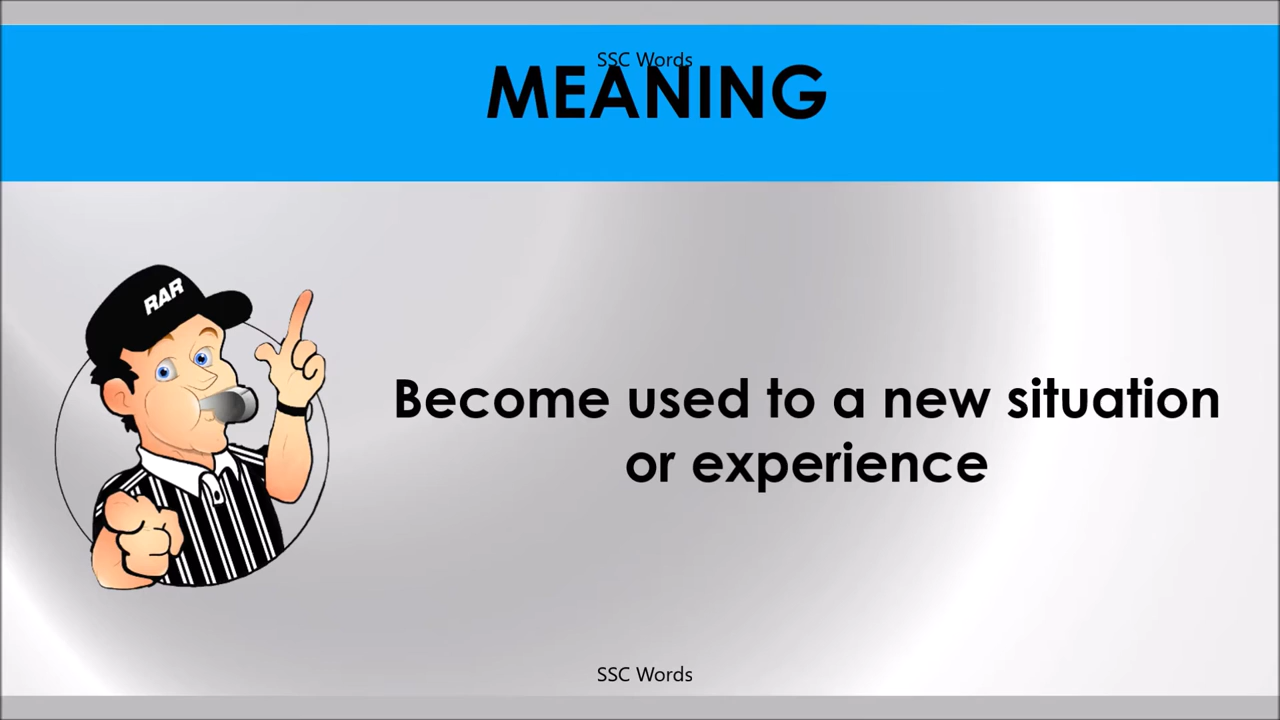 SSC Words
MEANING
RAR
Become used to a new situation
or experience
SSC Words